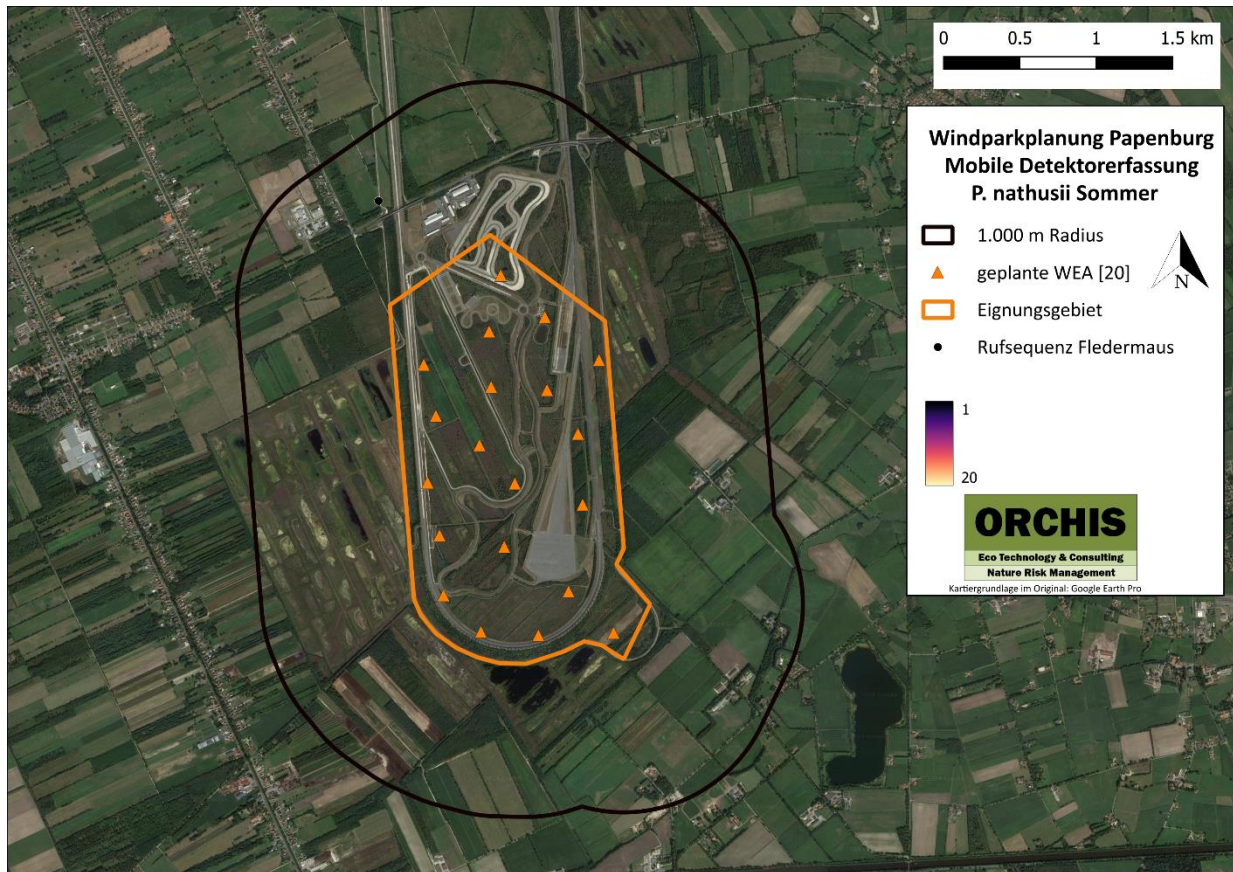 0 0.5 1 1.5 km
Windparkplanung Papenburg
Mobile Detektorerfassung
P. nathusii Sommer
1.000 m Radius
geplante WEA [20]
Eignungsgebiet
Rufsequenz Fledermaus
N
1
20
ORCHIS
Eco Technology & Consulting
Nature Risk Management
Kartiergrundlage im Original: Google Earth Pro